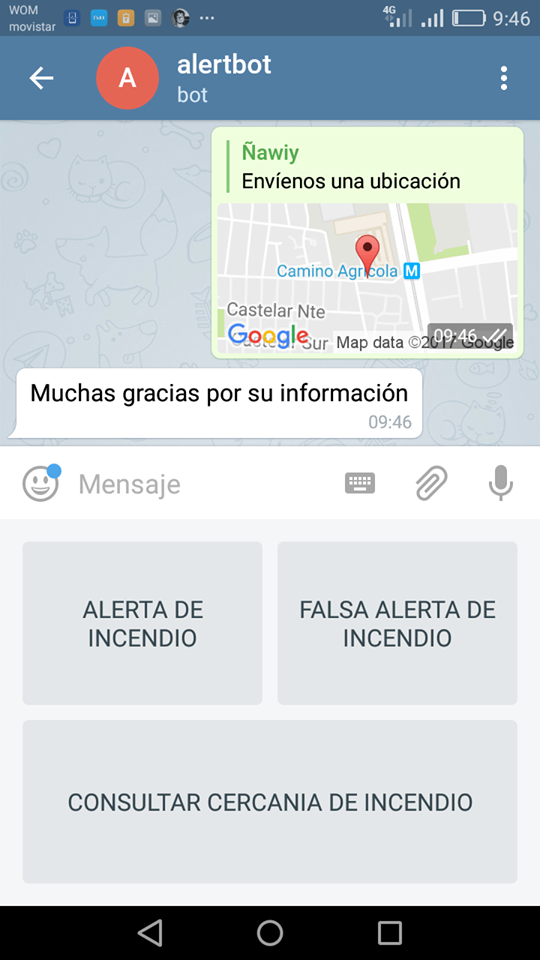 WOM
movistar
4G
9:46
A
alertbot
bot
Ñawiy
Envíenos una ubicación
Camino Agrícola M
Castelar Nte
Google
Sur
Map data ©2017 Google
09:46
Muchas gracias por su información
09:46
Mensaje
ALERTA DE
INCENDIO
FALSA ALERTA DE
INCENDIO
CONSULTAR CERCANIA DE INCENDIO